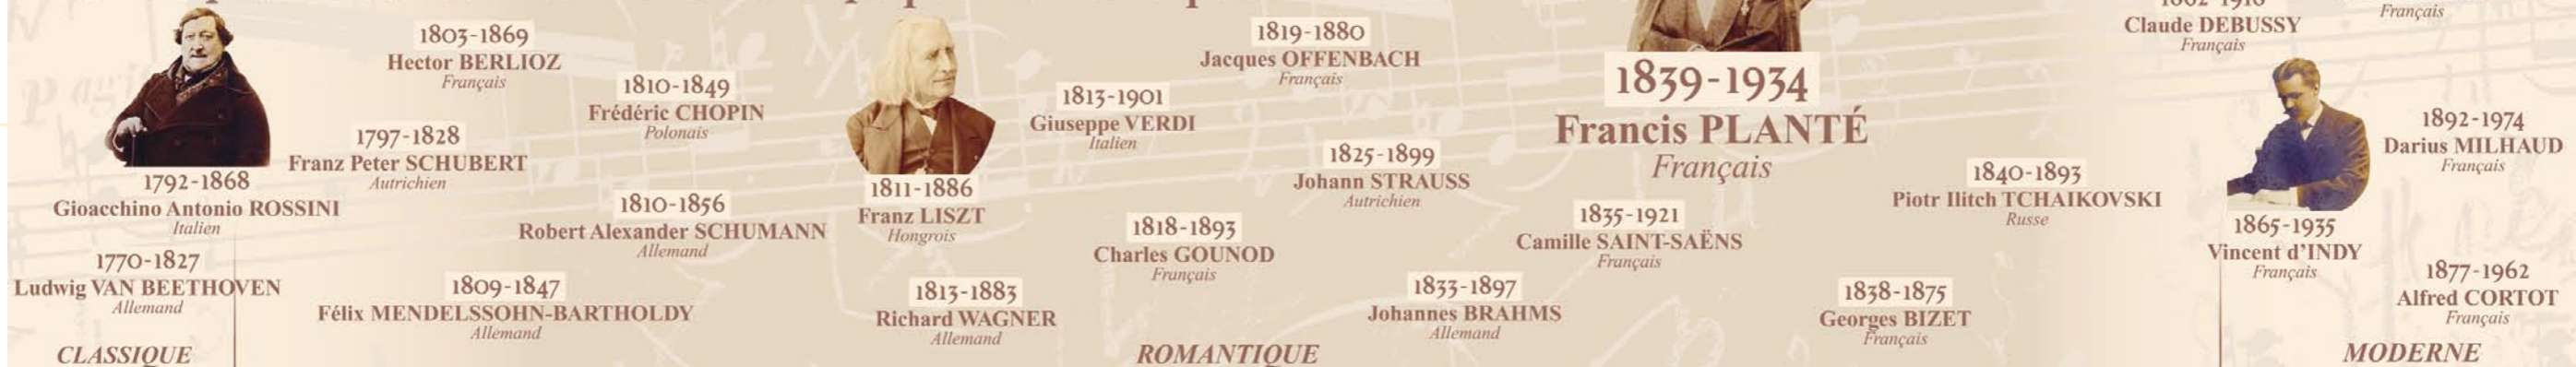 1792-1868
Gioacchino Antonio ROSSINI
Italien
1770-1827
Ludwig VAN BEETHOVEN
Allemand
CLASSIQUE
1803-1869
Hector BERLIOZ
Français
1797-1828
Franz Peter SCHUBERT
Autrichien
1810-1849
Frédéric CHOPIN
Polonais
1810-1856
Robert Alexander SCHUMANN
Allemand
1809-1847
Félix MENDELSSOHN-BARTHOLDY
Allemand
1811-1886
Franz LISZT
Hongrois
1813-1883
Richard WAGNER
Allemand
1813-1901
Giuseppe VERDI
Italien
1819-1880
Jacques OFFENBACH
Français
1825-1899
Johann STRAUSS
Autrichien
1818-1893
Charles GOUNOD
Français
1833-1897
Johannes BRAHMS
Allemand
ROMANTIQUE
1839-1934
Francis PLANTÉ
Français
1835-1921
Camille SAINT-SAËNS
Français
1840-1893
Piotr Ilitch TCHAIKOVSKI
Russe
1838-1875
Georges BIZET
Français
Claude DEBUSSY
Français
Français
1865-1935
Vincent d'INDY
Français
1892-1974
Darius MILHAUD
Français
1877-1962
Alfred CORTOT
Français
MODERNE